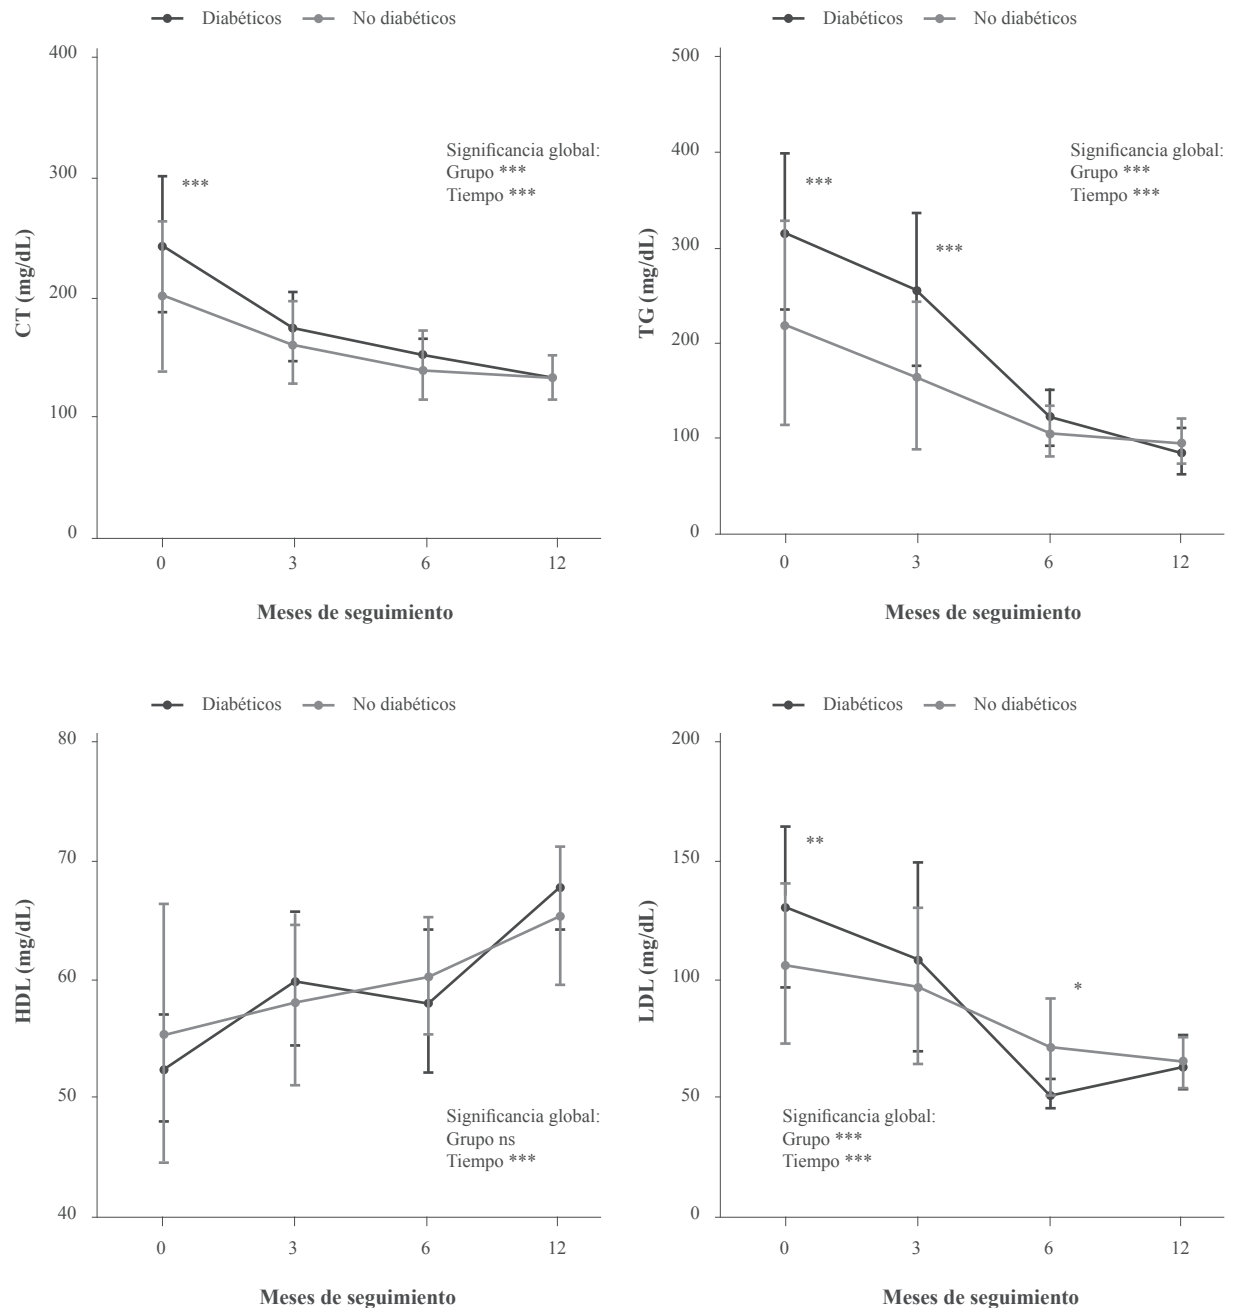 Diabéticos No diabéticos
400
300
200
100
0
CT (mg/dL)
***
Significancia global:
Grupo ***
Tiempo ***
0 3 6 12
Meses de seguimiento
Diabéticos No diabéticos
500
400
300
200
100
0
TG (mg/dL)
***
***
Significancia global:
Grupo ***
Tiempo ***
0 3 6 12
Meses de seguimiento
Diabéticos No diabéticos
80
70
60
50
40
HDL (mg/dL)
Significancia global:
Grupo ns
Tiempo ***
0 3 6 12
Meses de seguimiento
Diabéticos No diabéticos
200
150
100
50
0
LDL (mg/dL)
**
*
Significancia global:
Grupo ***
Tiempo ***
0 3 6 12
Meses de seguimiento